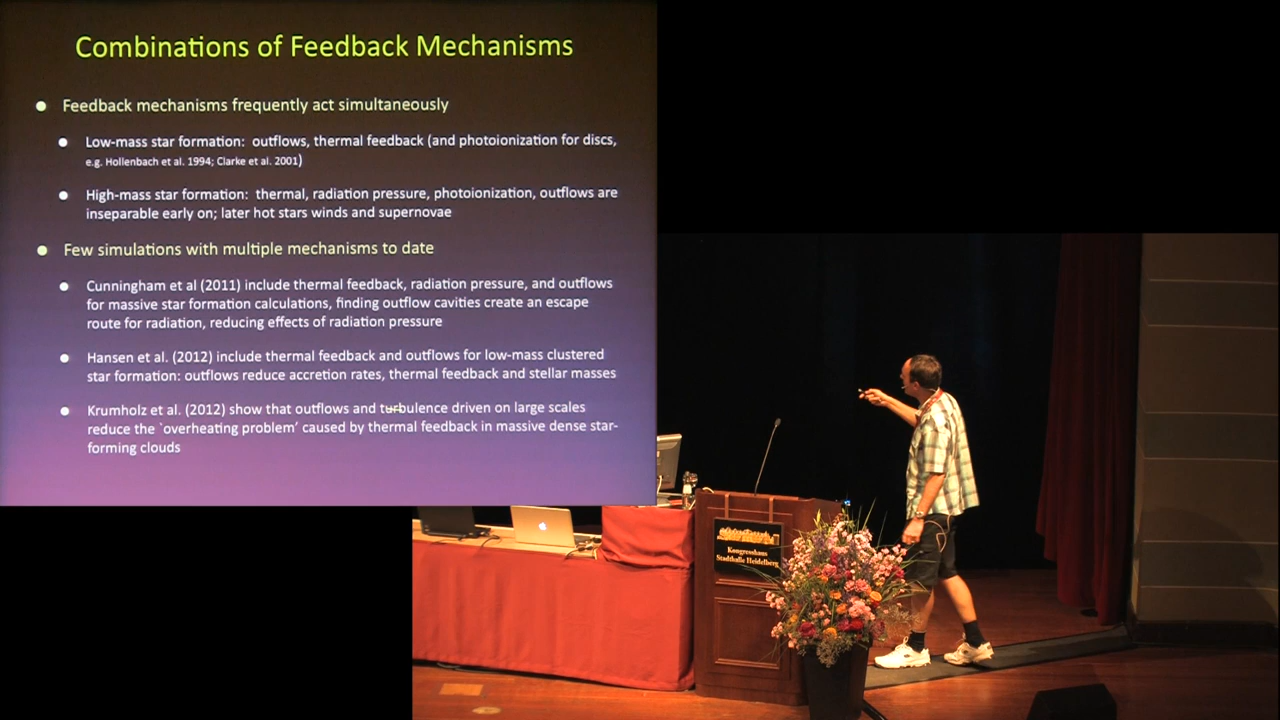 Combinations of Feedback Mechanisms
Feedback mechanisms frequently act simultaneously
Low-mass star formation: outflows, thermal feedback (and photoionization for discs,
e.g. Hollenbach et al. 1994; Clarke et al. 2001)
High-mass star formation: thermal, radiation pressure, photoionization, outflows are
inseparable early on; later hot stars winds and supernovae
Few simulations with multiple mechanisms to date
Cunningham et al (2011) include thermal feedback, radiation pressure, and outflows
for massive star formation calculations, finding outflow cavities create an escape
route for radiation, reducing effects of radiation pressure
Hansen et al. (2012) include thermal feedback and outflows for low-mass clustered
star formation: outflows reduce accretion rates, thermal feedback and stellar masses
Krumholz et al. (2012) show that outflows and turbulence driven on large scales
reduce the `overheating problem' caused by thermal feedback in massive dense star-
forming clouds
Kongresshaus
Stadthalle Heidelberg